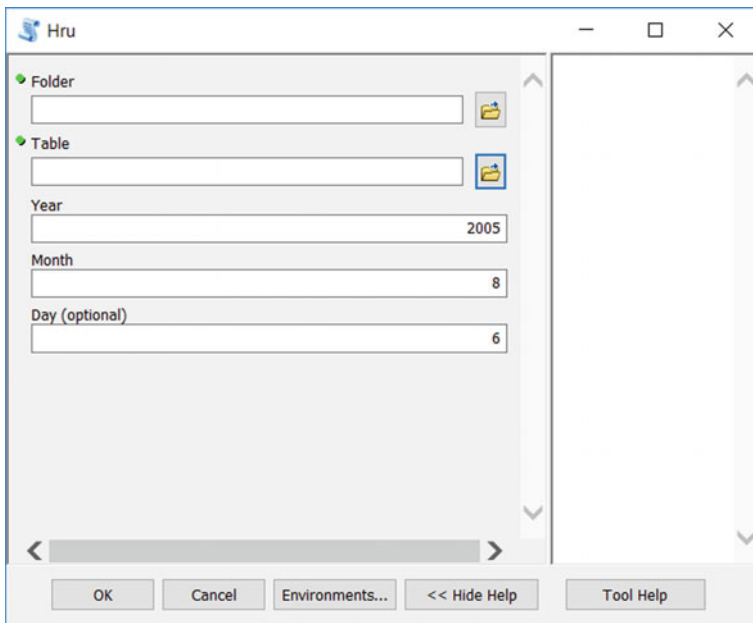 Hru
Folder
Table
Year
2005
Month
8
Day (optional)
6
OK Cancel Environments... << Hide Help Tool Help